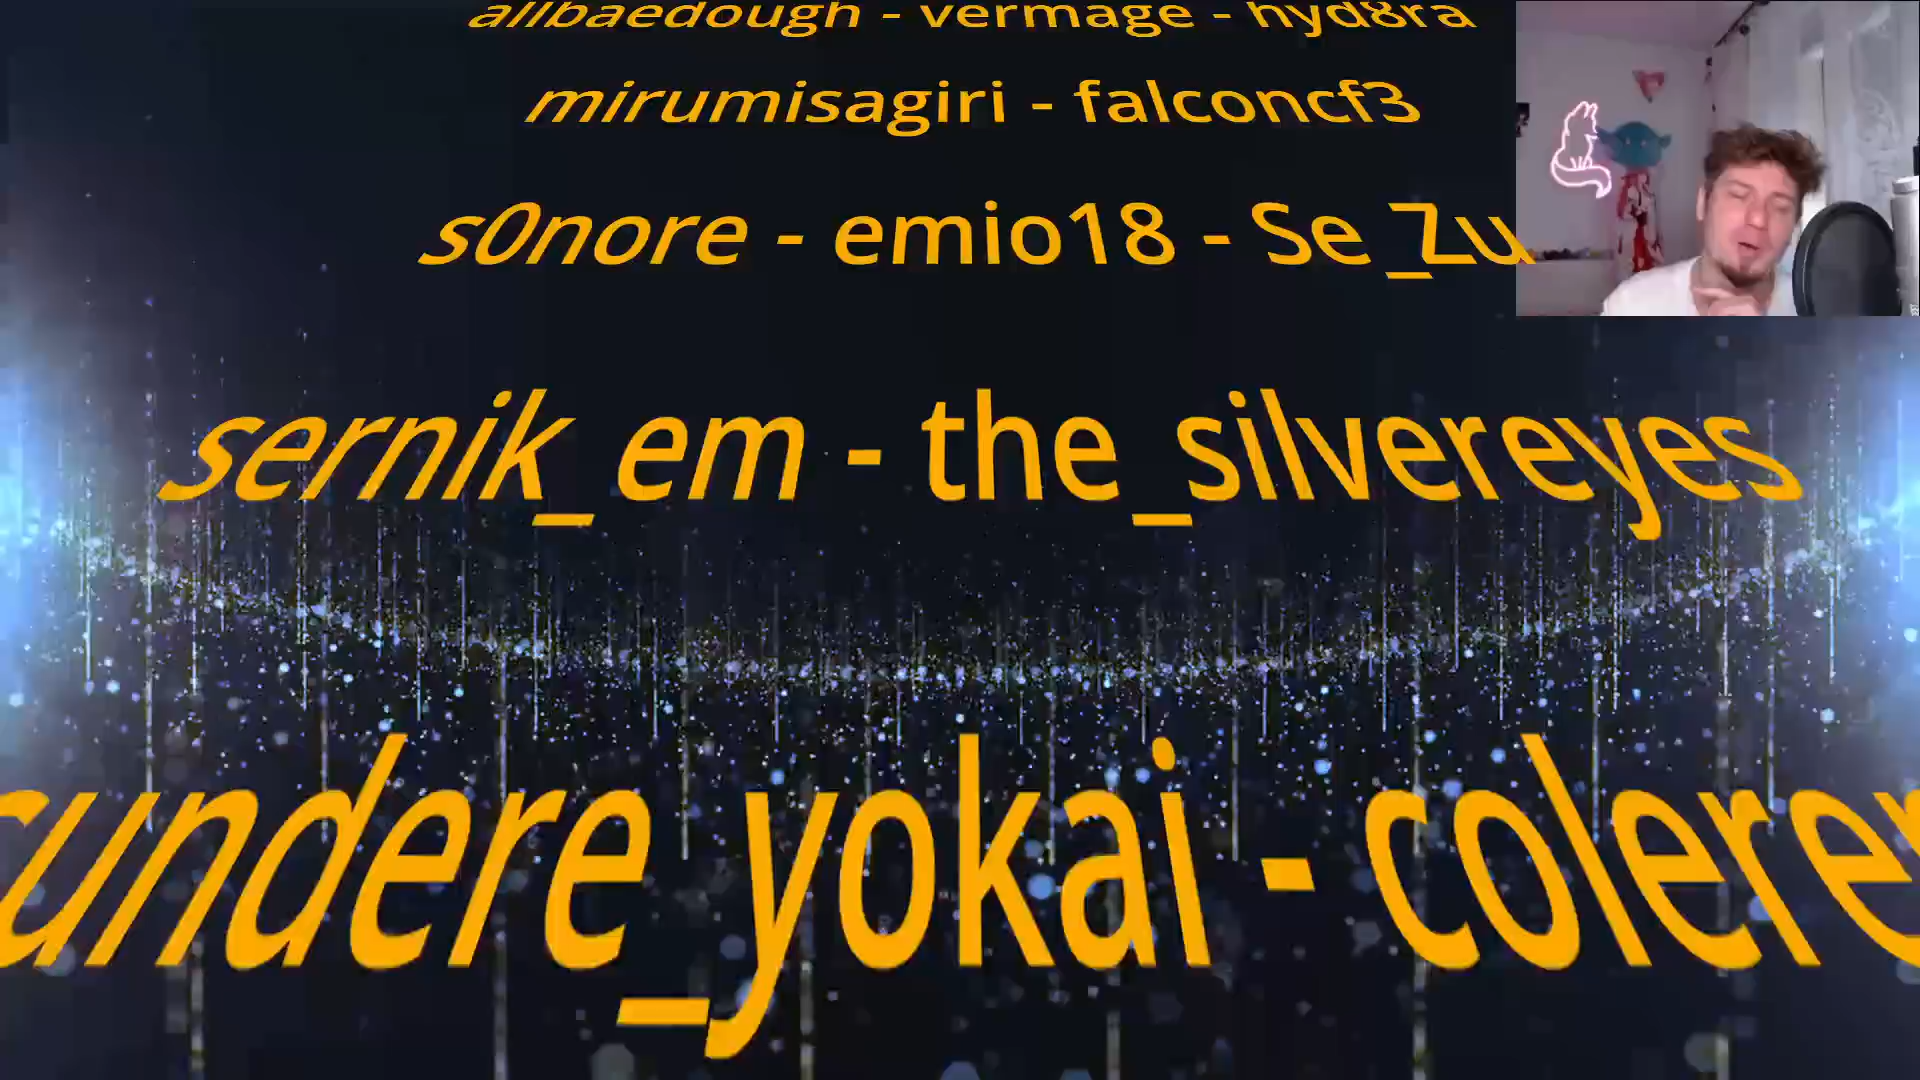 allbaedough - vermage - hyd8ra
mirumisagiri - falconcf3
s0nore - emio18 - Se_Zu
sernik_em - the_silvereyes
undere_yokai - colere